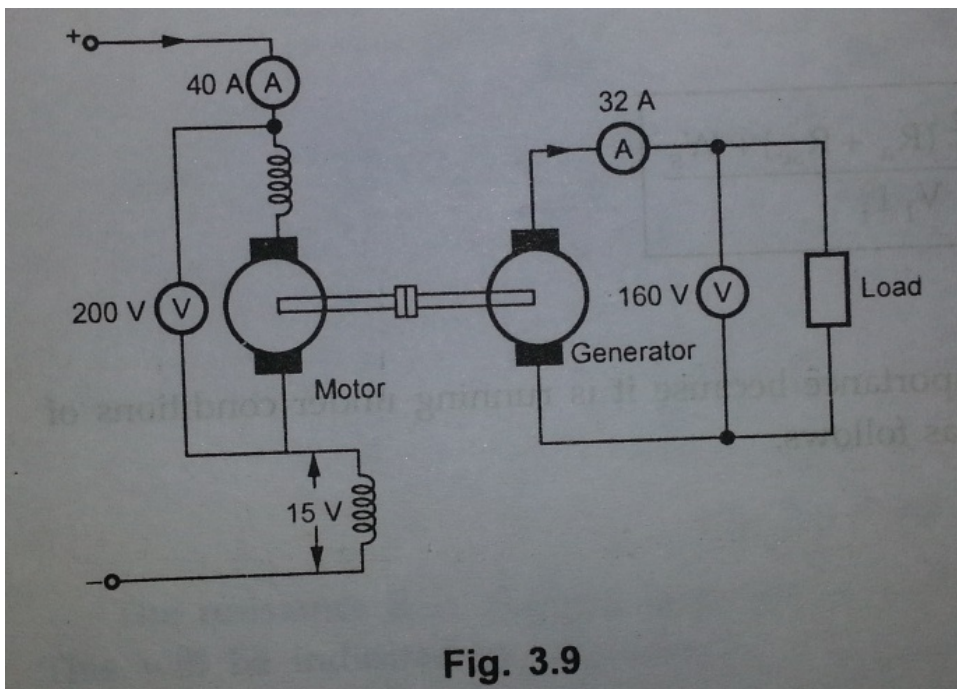 +
40 A
A
32 A
A
200 V
V
160 V
V
Load
Generator
Motor
15 V
−
Fig. 3.9